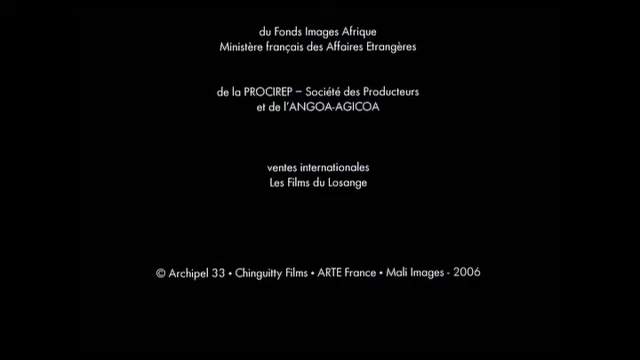 du Fonds Images Afrique
Ministère français des Affaires Etrangères
de la PROCIREP – Société des Producteurs
et de l'ANGOA-AGICOA
ventes internationales
Les Films du Losange
© Archipel 33 • Chinguitty Films • ARTE France • Mali Images - 2006